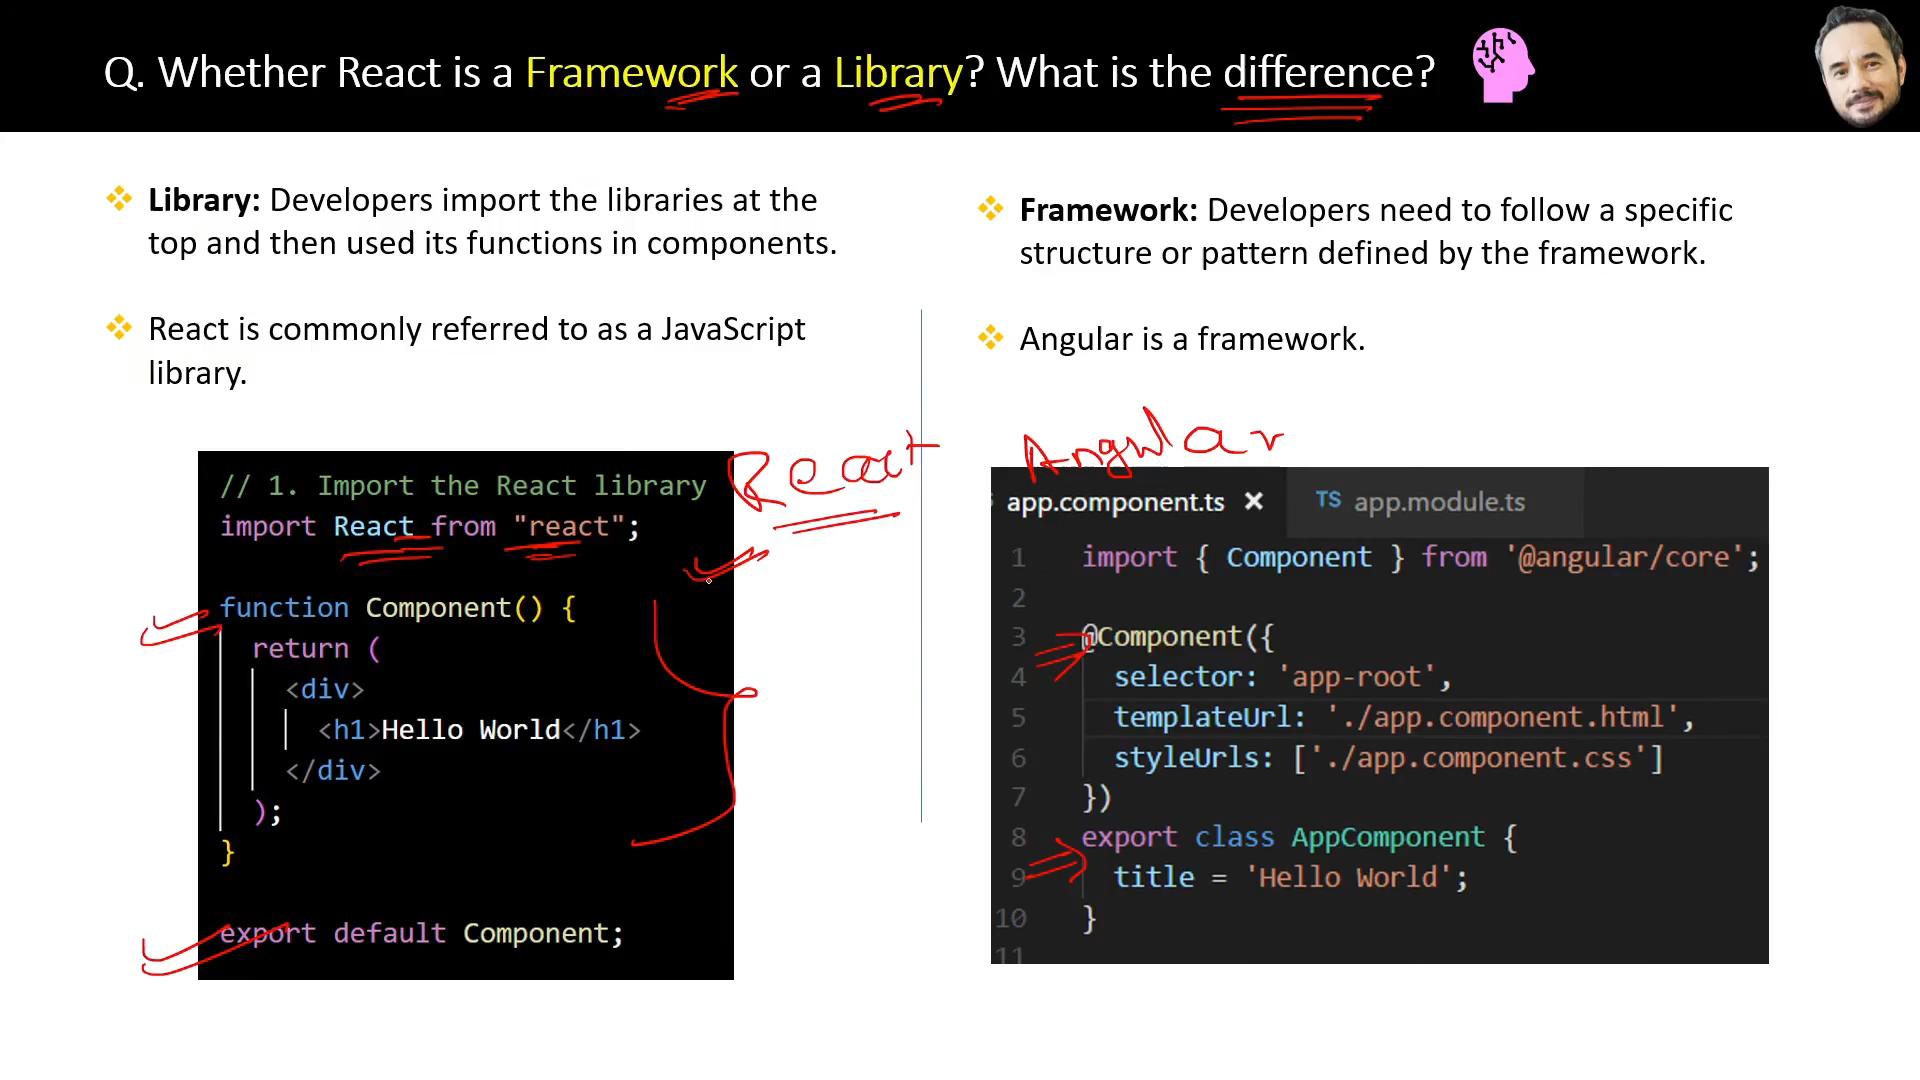 Q. Whether React is a Framework or a Library? What is the difference?
Library: Developers import the libraries at the
top and then used its functions in components.
React is commonly referred to as a JavaScript
library.
React
// 1. Import the React library
import React from "react";
function Component() {
return (
<div>
<h1>Hello World</h1>
</div>
);
}
export default Component;
Framework: Developers need to follow a specific
structure or pattern defined by the framework.
Angular is a framework.
Angular
app.component.ts × TS app.module.ts
1 import { Component } from '@angular/core';
2
3 @Component({
4 selector: 'app-root',
5 templateUrl: './app.component.html',
6 styleUrls: ['./app.component.css']
7 })
8 export class AppComponent {
9 title = 'Hello World';
10 }
11